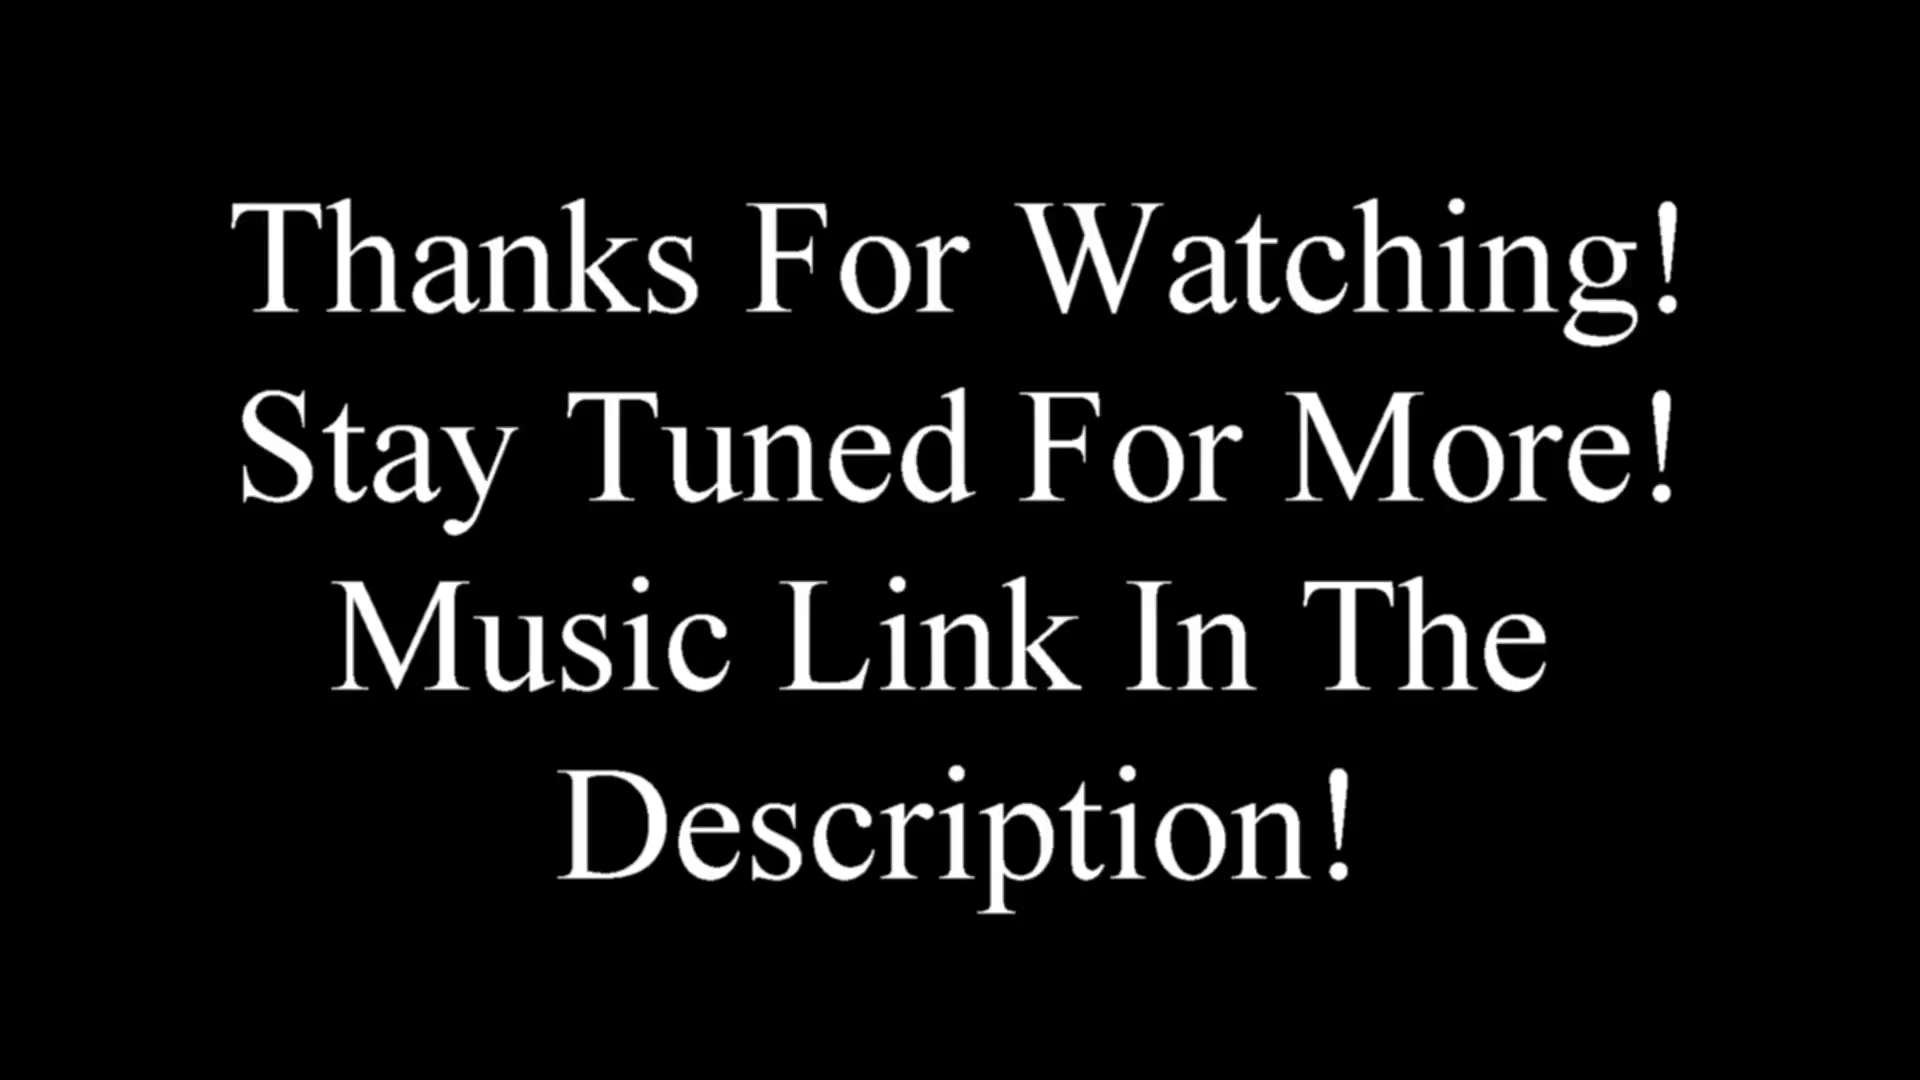 Thanks For Watching!
Stay Tuned For More!
Music Link In The
Description!